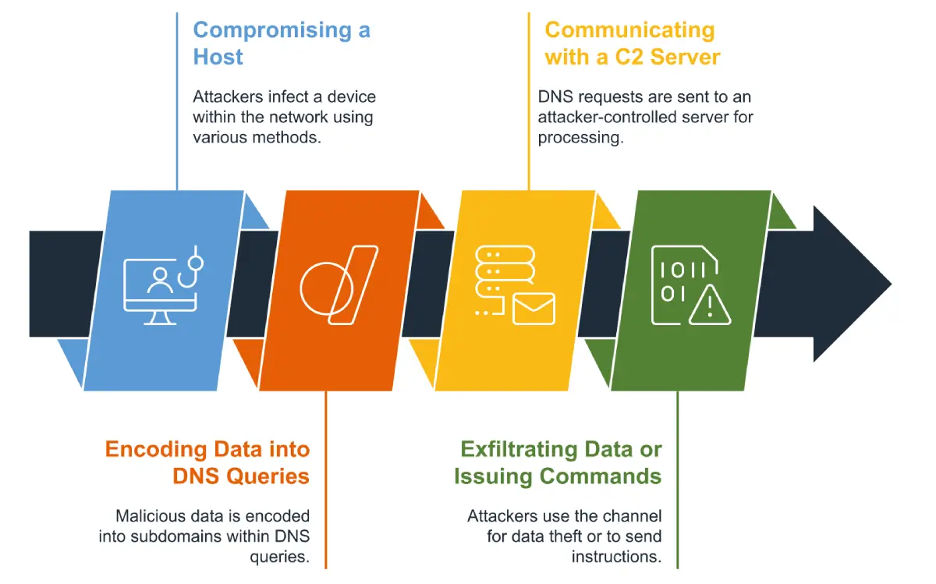 Compromising a
Host
Attackers infect a device
within the network using
various methods.
Communicating
with a C2 Server
DNS requests are sent to an
attacker-controlled server for
processing.
1011
01
Encoding Data into
DNS Queries
Malicious data is encoded
into subdomains within DNS
queries.
Exfiltrating Data or
Issuing Commands
Attackers use the channel
for data theft or to send
instructions.